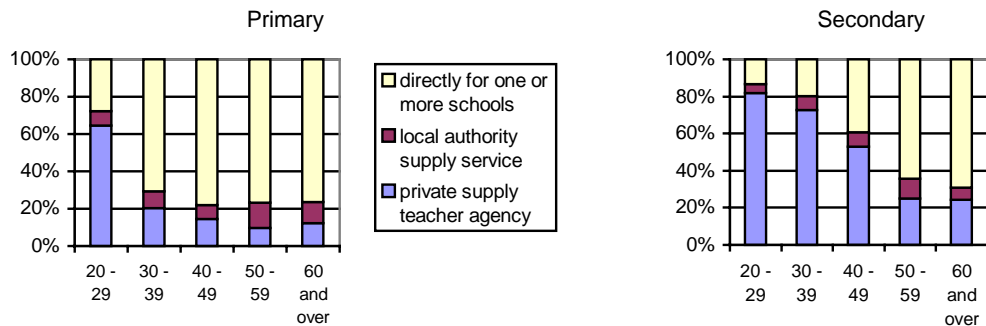 Primary
100%
80%
60%
40%
20%
0%
20 -
29
30 -
39
40 -
49
50 -
59
60
and
over
directly for one or
more schools
local authority
supply service
private supply
teacher agency
Secondary
100%
80%
60%
40%
20%
0%
20 -
29
30 -
39
40 -
49
50 -
59
60
and
over